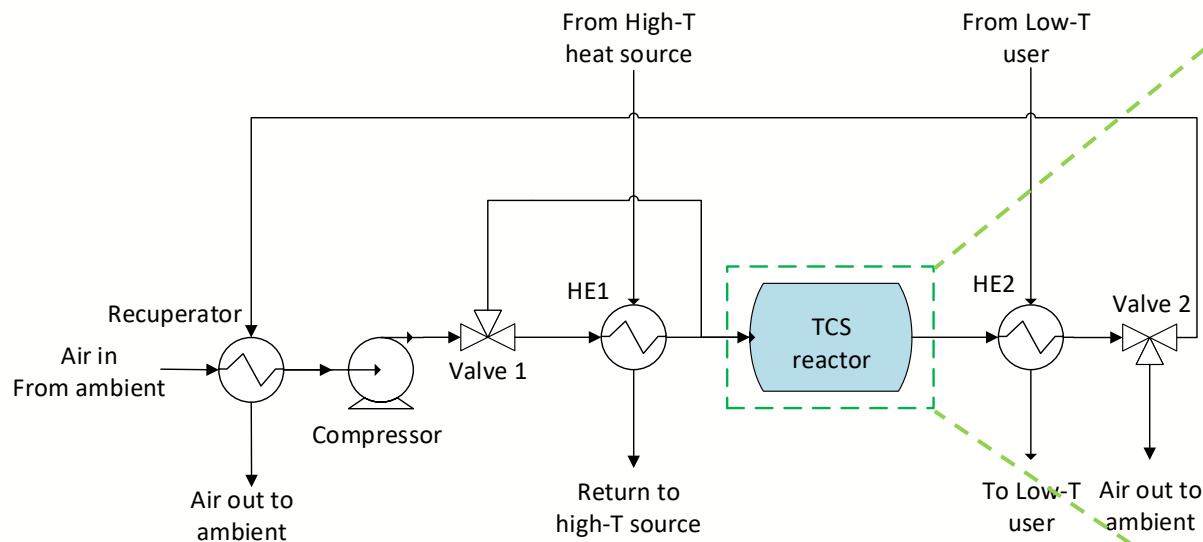 From High-T
heat source
From Low-T
user
Recuperator
Air in
From ambient
Valve 1
Compressor
HE1
TCS
reactor
HE2
Valve 2
Air out to
ambient
Return to
high-T source
To Low-T
user
Air out to
ambient